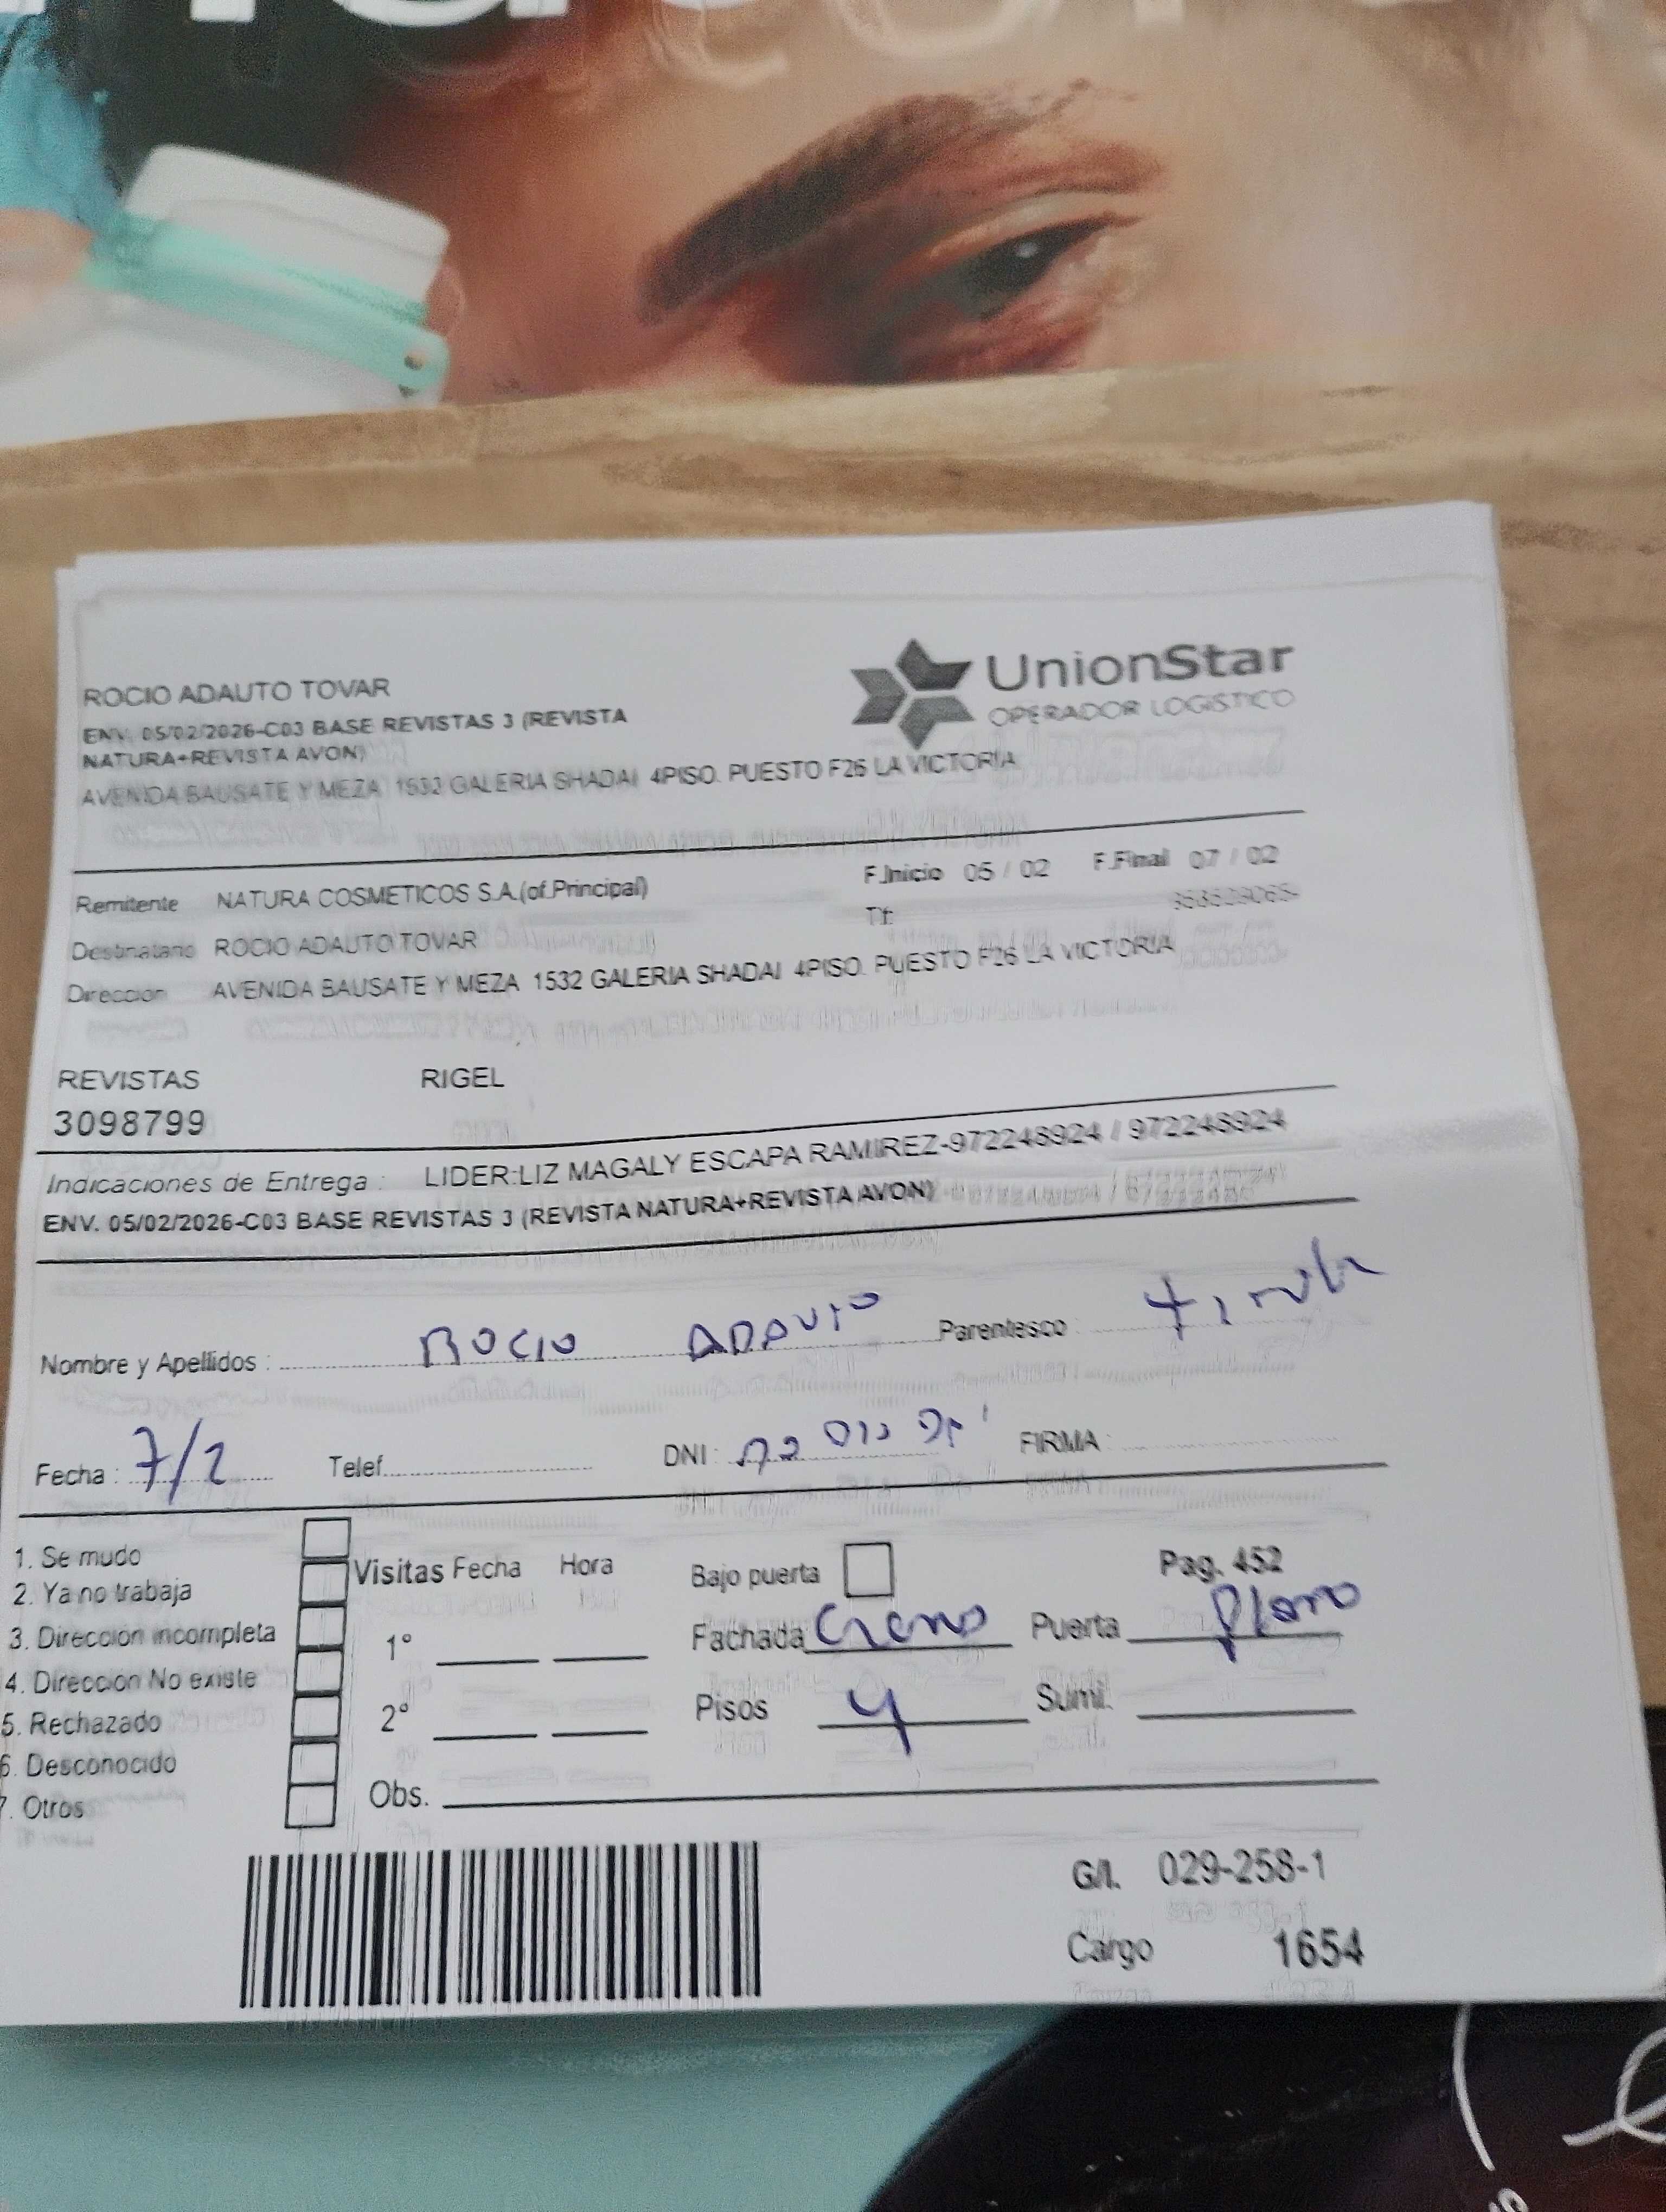 ROCIO ADAUTO TOVAR
ENV. 05/02/2026-C03 BASE REVISTAS 3 (REVISTA
NATURA+REVISTA AVON)
AVENIDA BAUSATE Y MEZA 1532 GALERIA SHADAI 4PISO. PUESTO F26 LA VICTORIA
UnionStar
OPERADOR LOGISTICO
Remitente NATURA COSMETICOS S.A.(of.Principal) F.Inicio 05 / 02 F.Final 07 / 02
Tlf:
Destinatario ROCIO ADAUTO TOVAR
Direccion AVENIDA BAUSATE Y MEZA 1532 GALERIA SHADAI 4PISO. PUESTO F26 LA VICTORIA
REVISTAS RIGEL
3098799
Indicaciones de Entrega : LIDER:LIZ MAGALY ESCAPA RAMIREZ-972248924 / 972248924
ENV. 05/02/2026-C03 BASE REVISTAS 3 (REVISTA NATURA+REVISTA AVON)
Nombre y Apellidos : ROCIO ADAUTO Parentesco :
Fecha : 7/2 Telef. DNI : FIRMA :
1. Se mudo
2. Ya no trabaja
3. Direccion incompleta
4. Direccion No existe
5. Rechazado
6. Desconocido
7. Otros
Visitas Fecha Hora
1°
2°
Obs.
Bajo puerta Pag. 452
Fachada Puerta
Pisos 4 Sumi.
G/I. 029-258-1
Cargo 1654